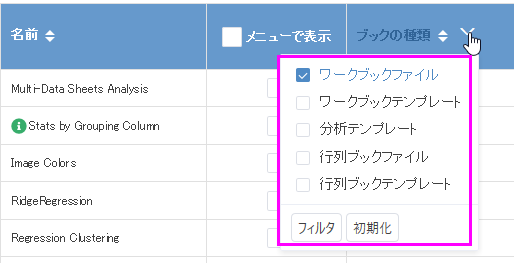 名前 メニューで表示 ブックの種類
ワークブックファイル
ワークブックテンプレート
分析テンプレート
行列ブックファイル
行列ブックテンプレート
フィルタ 初期化
Multi-Data Sheets Analysis
Stats by Grouping Column
Image Colors
RidgeRegression
Regression Clustering